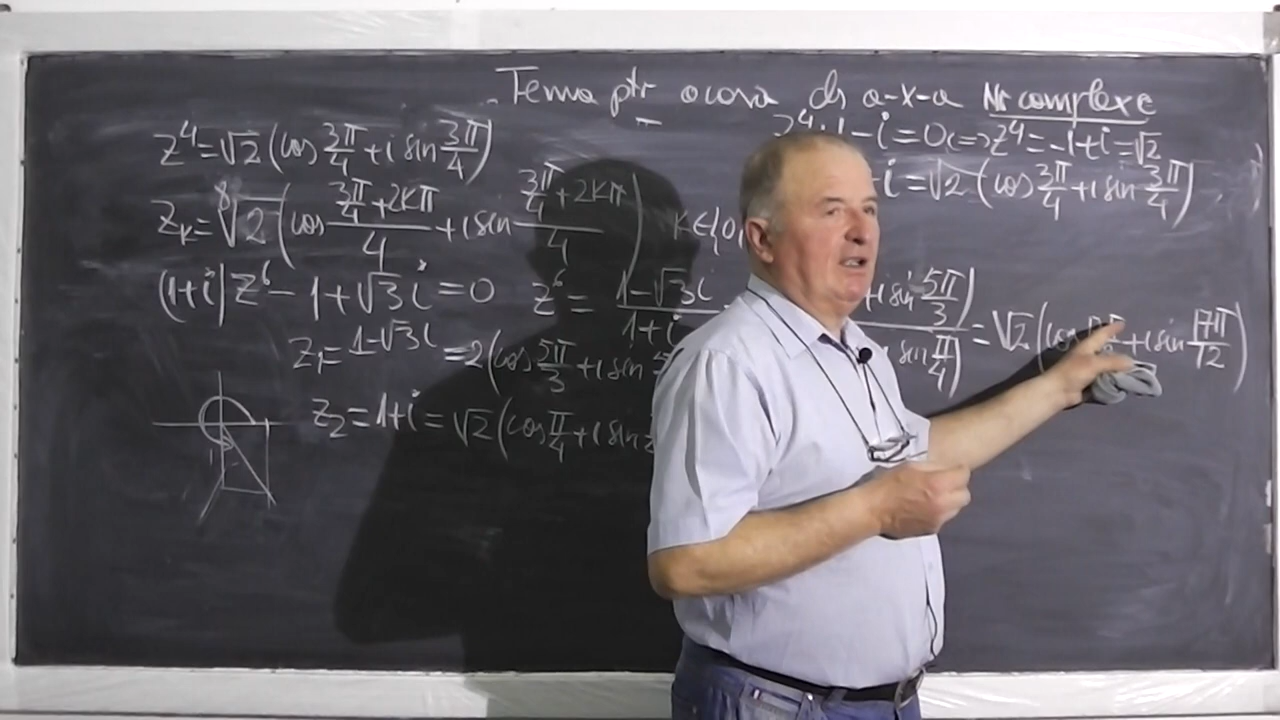 Tema ptr a cova ds a-x-a Nr complexe
z⁴+1-i=0<=>z⁴=-1+i=√2
z⁴=√2(cos 3π/4+i sin 3π/4)
i=√2(cos 3π/4+i sin 3π/4)
z_k=⁸√2(cos (3π/4+2kπ)/4+i sin (3π/4+2kπ)/4) k∈{0,
(1+i)z⁶-1+√3i=0 z⁶=(1-√3i)/(1+i)= +i sin 5π/3) sin π/4) =√2(cos +i sin 17π/12)
z₁=1-√3i=2(cos 5π/3+i sin 5
z₂=1+i=√2(cos π/4+i sin